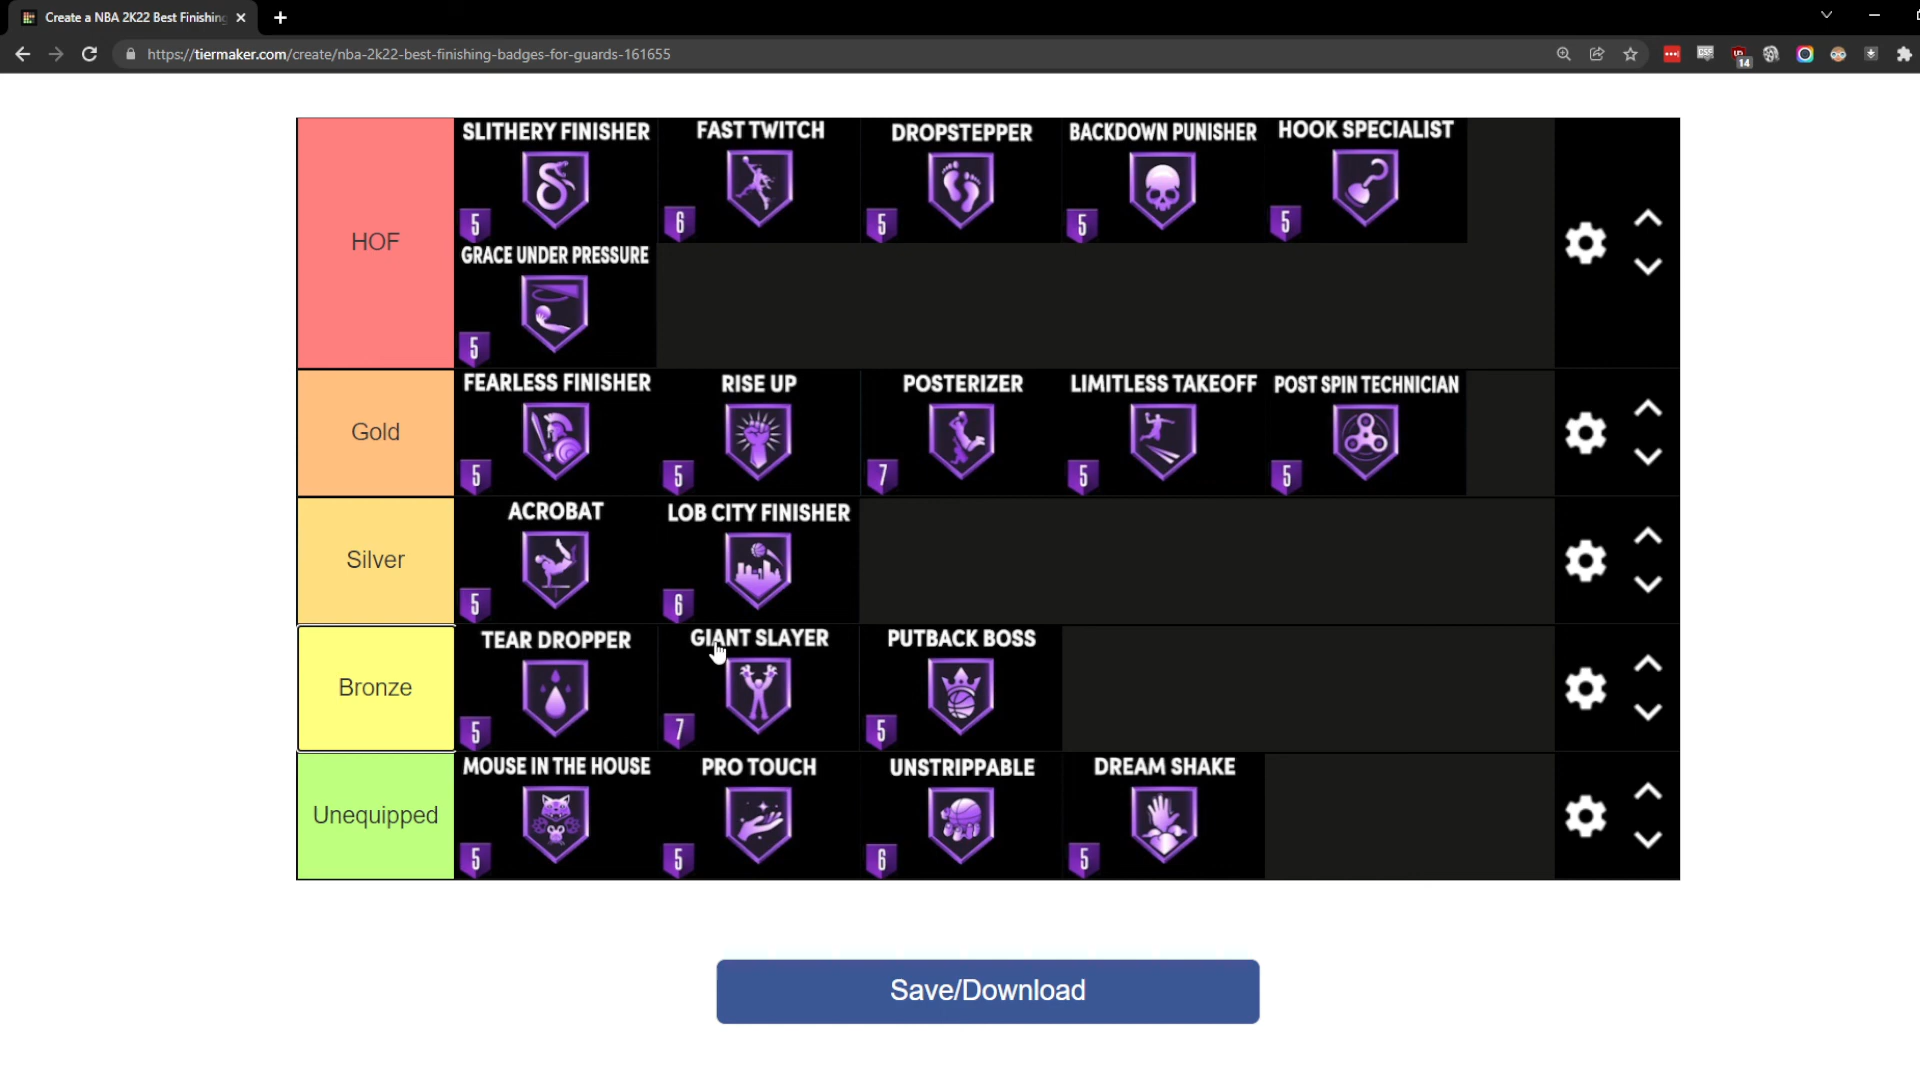 Create a NBA 2K22 Best Finishing
https://tiermaker.com/create/nba-2k22-best-finishing-badges-for-guards-161655
14
HOF
SLITHERY FINISHER
5
FAST TWITCH
6
DROPSTEPPER
5
BACKDOWN PUNISHER
5
HOOK SPECIALIST
5
GRACE UNDER PRESSURE
5
Gold
FEARLESS FINISHER
5
RISE UP
5
POSTERIZER
7
LIMITLESS TAKEOFF
5
POST SPIN TECHNICIAN
5
Silver
ACROBAT
5
LOB CITY FINISHER
6
Bronze
TEAR DROPPER
5
GIANT SLAYER
7
PUTBACK BOSS
5
Unequipped
MOUSE IN THE HOUSE
5
PRO TOUCH
5
UNSTRIPPABLE
6
DREAM SHAKE
5
Save/Download